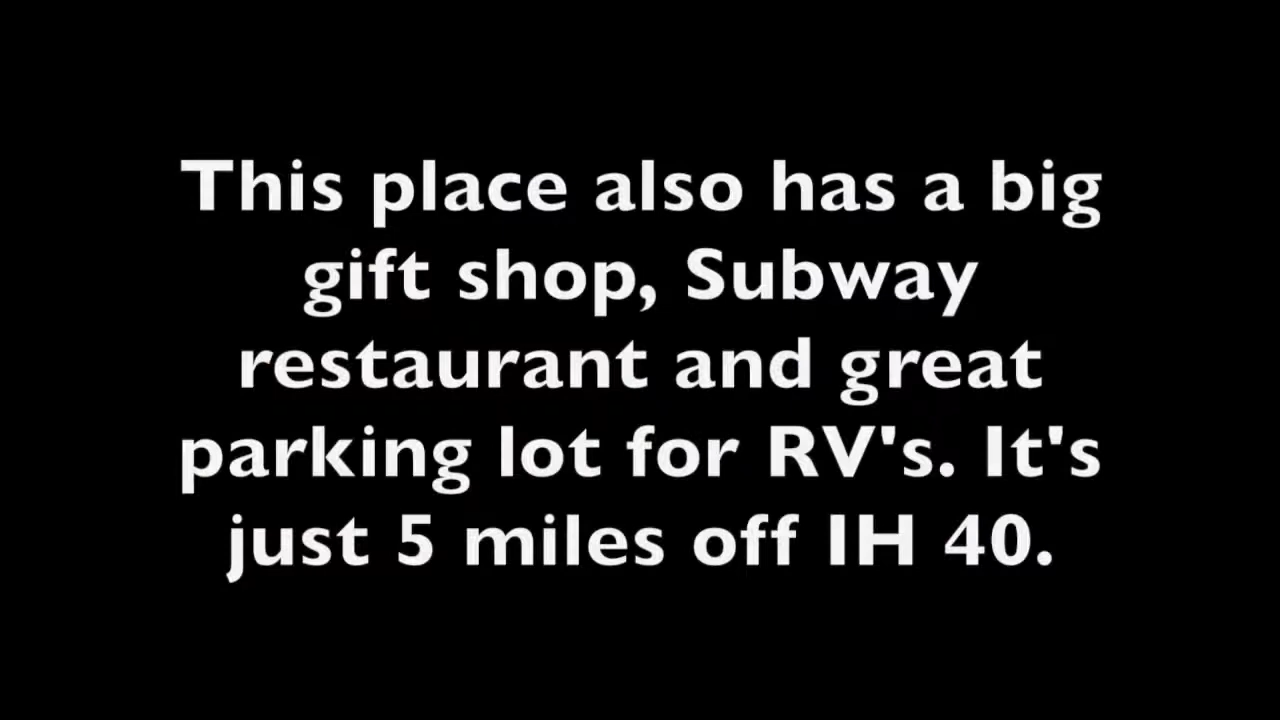 This place also has a big
gift shop, Subway
restaurant and great
parking lot for RV's. It's
just 5 miles off IH 40.